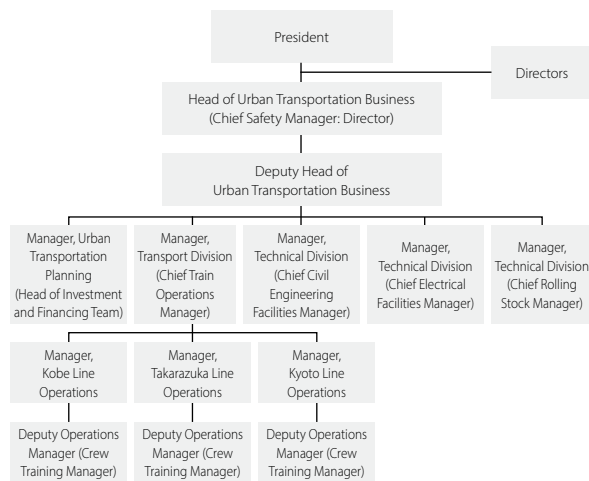 President
Directors
Head of Urban Transportation Business
(Chief Safety Manager: Director)
Deputy Head of
Urban Transportation Business
Manager, Urban
Transportation
Planning
(Head of Investment
and Financing Team)
Manager,
Transport Division
(Chief Train
Operations
Manager)
Manager,
Technical Division
(Chief Civil
Engineering
Facilities Manager)
Manager,
Technical Division
(Chief Electrical
Facilities Manager)
Manager,
Technical Division
(Chief Rolling
Stock Manager)
Manager,
Kobe Line
Operations
Manager,
Takarazuka Line
Operations
Manager,
Kyoto Line
Operations
Deputy Operations
Manager (Crew
Training Manager)
Deputy Operations
Manager (Crew
Training Manager)
Deputy Operations
Manager (Crew
Training Manager)